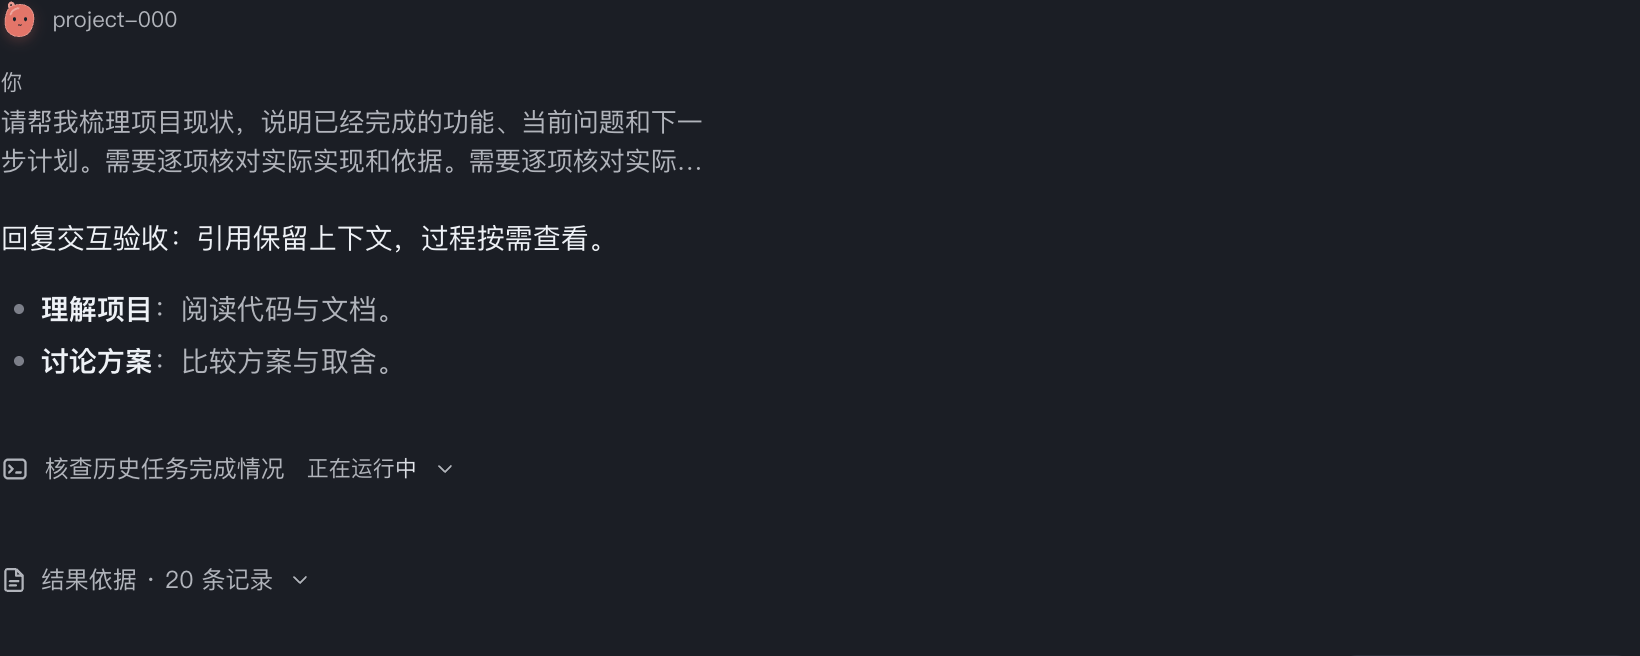 project-000
你
请帮我梳理项目现状，说明已经完成的功能、当前问题和下一
步计划。需要逐项核对实际实现和依据。需要逐项核对实际…
回复交互验收：引用保留上下文，过程按需查看。
理解项目：阅读代码与文档。
讨论方案：比较方案与取舍。
核查历史任务完成情况 正在运行中
结果依据 · 20 条记录